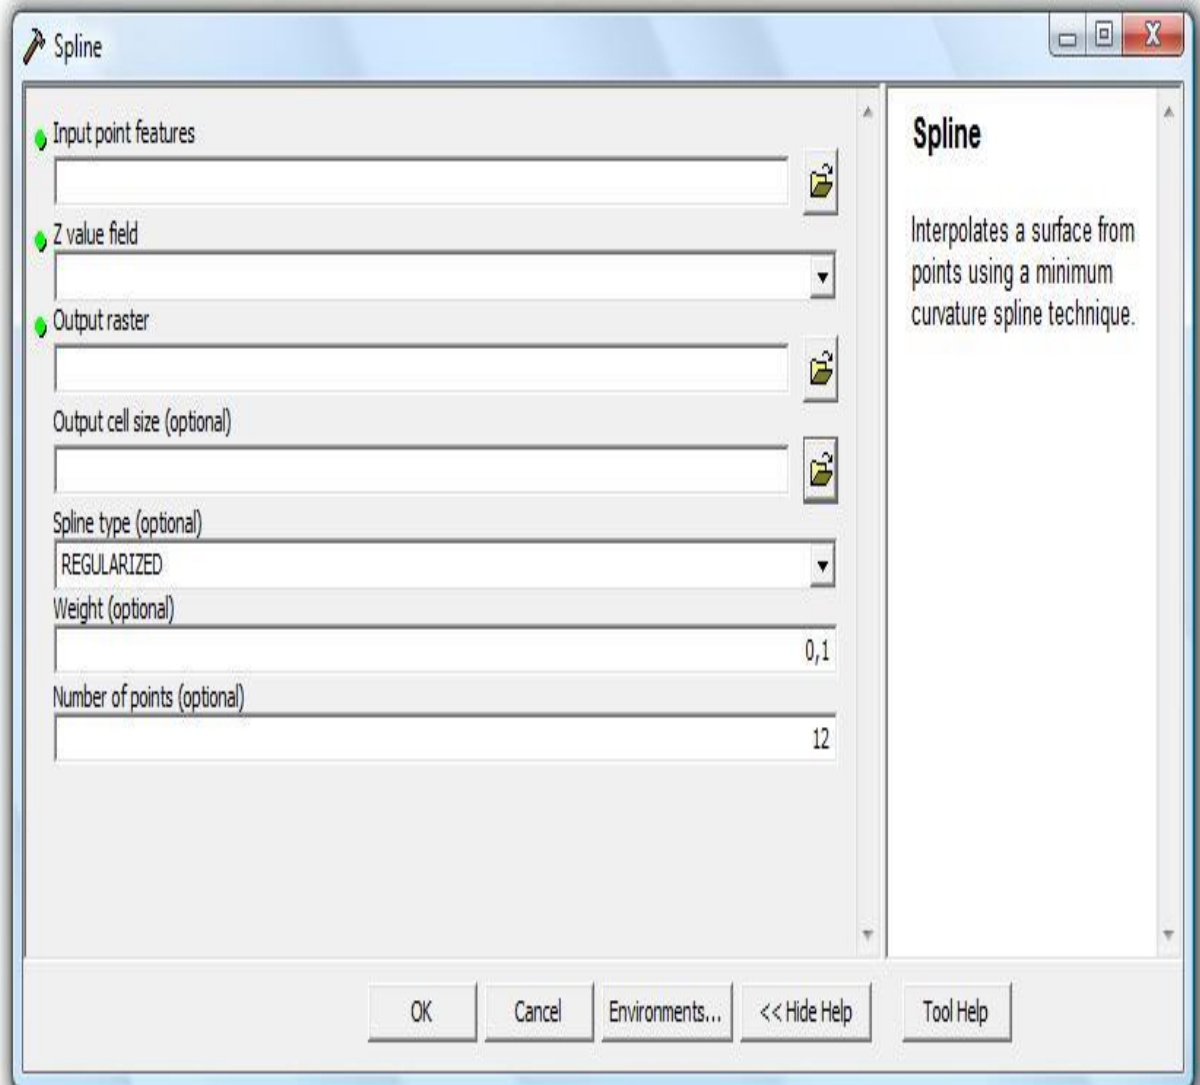 Spline
Input point features
Z value field
Output raster
Output cell size (optional)
Spline type (optional)
REGULARIZED
Weight (optional)
0,1
Number of points (optional)
12
Spline
Interpolates a surface from
points using a minimum
curvature spline technique.
OK
Cancel
Environments...
<< Hide Help
Tool Help